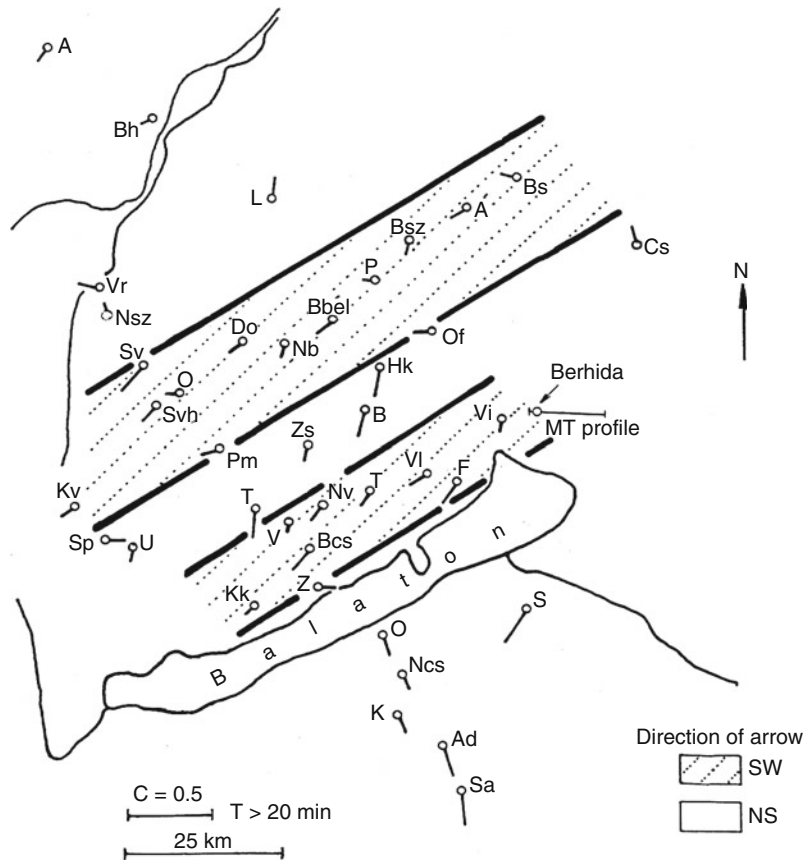 A
Bh
L
Bs
A
Bsz
Cs
P
Vr
Nsz
Bbel
N
Do
Nb
Of
Sv
Hk
O
Berhida
Svh
B
Vi
MT profile
Zs
Pm
Vl
F
Kv
T
Nv
T
Sp
U
V
Bcs
Z
Kk
Balaton
S
O
Ncs
K
Ad
Direction of arrow
SW
Sa
C = 0.5
T > 20 min
NS
25 km